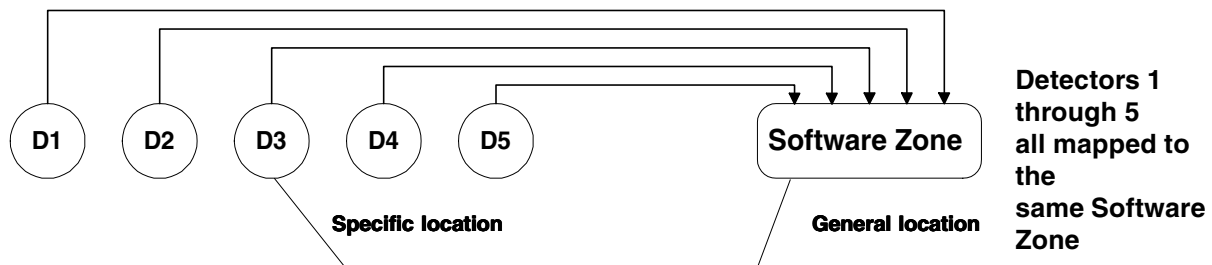 D1
D2
D3
D4
D5
Software Zone
Specific location
General location
Detectors 1
through 5
all mapped to
the
same Software
Zone